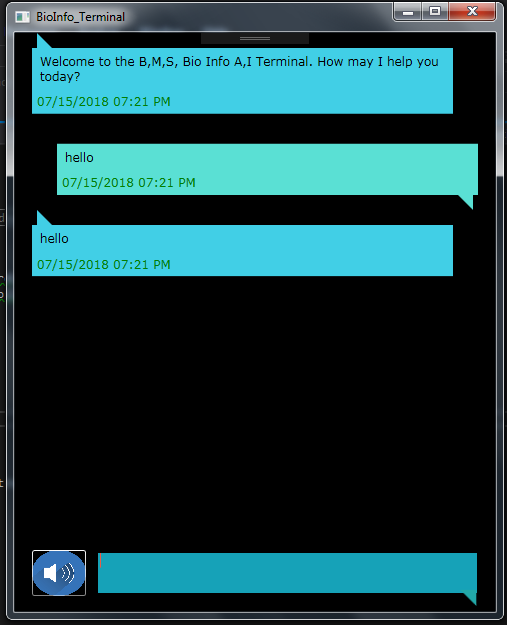 BioInfo_Terminal
Welcome to the B,M,S, Bio Info A,I Terminal. How may I help you
today?
07/15/2018 07:21 PM
hello
07/15/2018 07:21 PM
hello
07/15/2018 07:21 PM